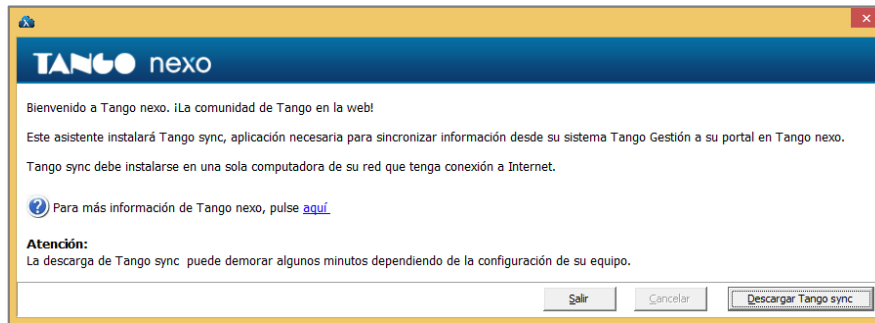 TANGO nexo
Bienvenido a Tango nexo. ¡La comunidad de Tango en la web!
Este asistente instalará Tango sync, aplicación necesaria para sincronizar información desde su sistema Tango Gestión a su portal en Tango nexo.
Tango sync debe instalarse en una sola computadora de su red que tenga conexión a Internet.
Para más información de Tango nexo, pulse aquí
Atención:
La descarga de Tango sync puede demorar algunos minutos dependiendo de la configuración de su equipo.
Salir Cancelar Descargar Tango sync